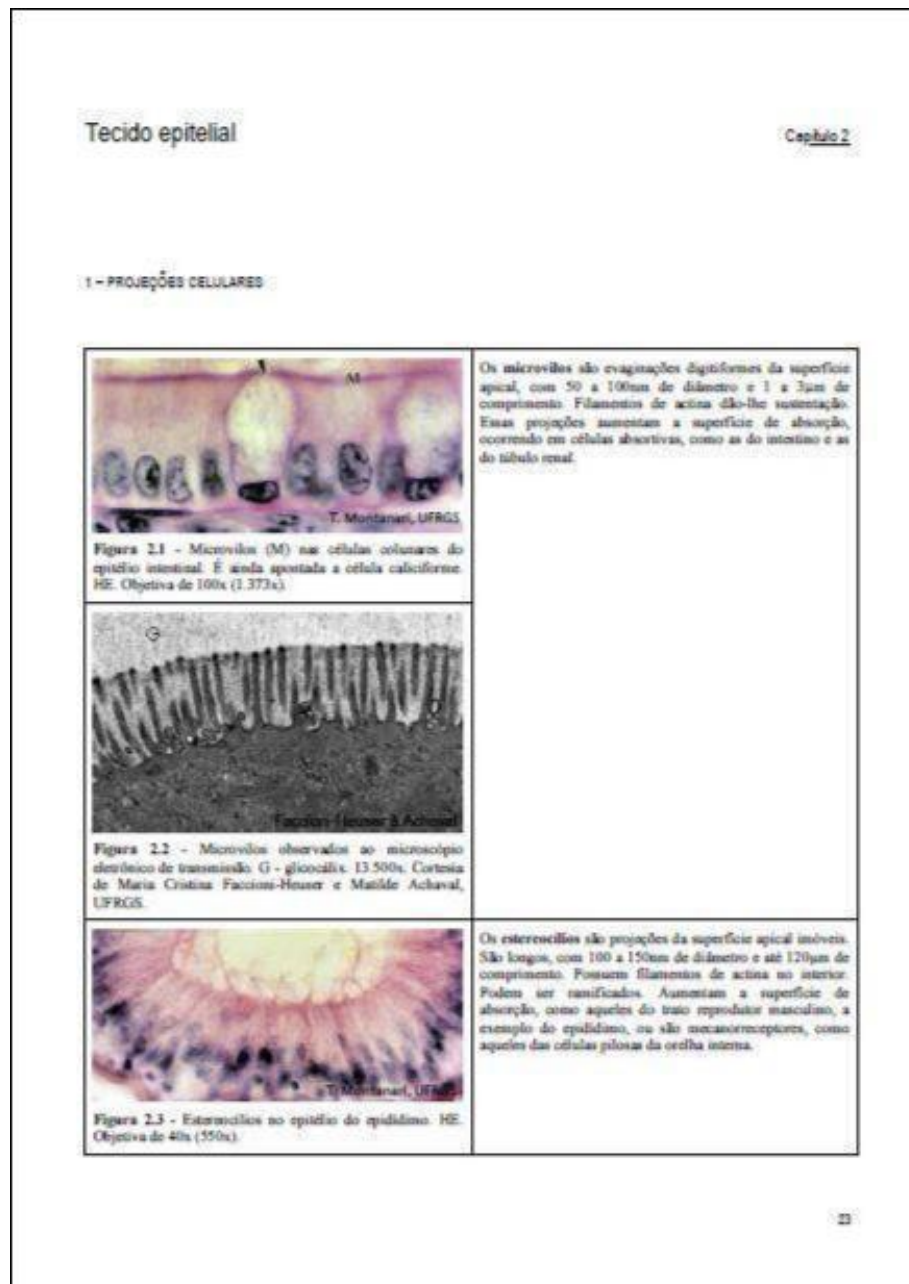 Tecido epitelial
Capítulo 2
1 – PROJEÇÕES CELULARES
M
T. Montanari, UFRGS
Figura 2.1 - Microvilos (M) nas células colunares do
epitélio intestinal. É ainda apontada a célula caliciforme.
HE. Objetiva de 100x (1.373x).
Os microvilos são evaginações digitiformes da superfície
apical, com 50 a 100nm de diâmetro e 1 a 3µm de
comprimento. Filamentos de actina dão-lhe sustentação.
Essas projeções aumentam a superfície de absorção,
ocorrendo em células absortivas, como as do intestino e as
do túbulo renal.
G
Faccioni-Heuser & Achaval
Figura 2.2 - Microvilos observados ao microscópio
eletrônico de transmissão. G - glicocálix. 13.500x. Cortesia
de Maria Cristina Faccioni-Heuser e Matilde Achaval,
UFRGS.
T. Montanari, UFRGS
Figura 2.3 - Estereocílios no epitélio do epidídimo. HE.
Objetiva de 40x (550x).
Os estereocílios são projeções da superfície apical imóveis.
São longos, com 100 a 150nm de diâmetro e até 120µm de
comprimento. Possuem filamentos de actina no interior.
Podem ser ramificados. Aumentam a superfície de
absorção, como aqueles do trato reprodutor masculino, a
exemplo do epidídimo, ou são mecanorreceptores, como
aqueles das células pilosas da orelha interna.
23